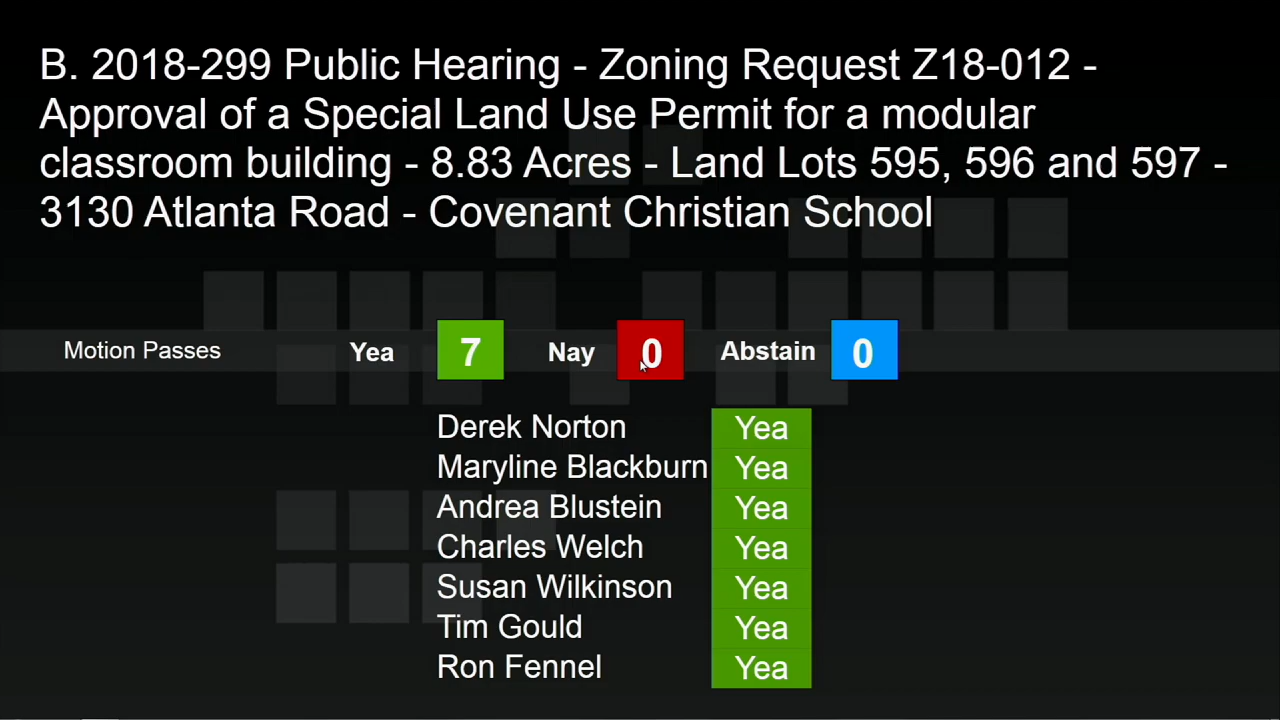 B. 2018-299 Public Hearing - Zoning Request Z18-012 -
Approval of a Special Land Use Permit for a modular
classroom building - 8.83 Acres - Land Lots 595, 596 and 597 -
3130 Atlanta Road - Covenant Christian School
Motion Passes Yea 7 Nay 0 Abstain 0
Derek Norton Yea
Maryline Blackburn Yea
Andrea Blustein Yea
Charles Welch Yea
Susan Wilkinson Yea
Tim Gould Yea
Ron Fennel Yea